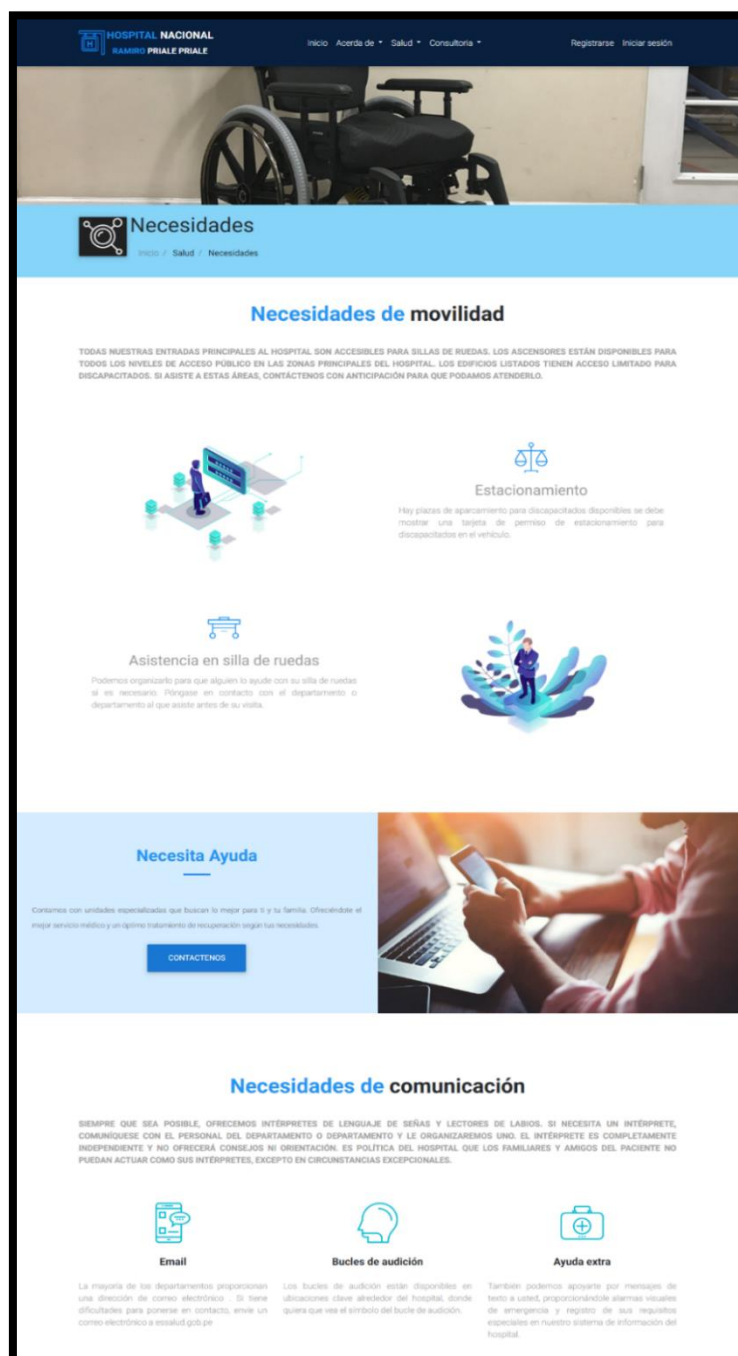 HOSPITAL NACIONAL
RAMIRO PRIALE PRIALE
Inicio Acerda de Salud Consultoria
Registrarse Iniciar sesión
Necesidades
Inicio / Salud / Necesidades
Necesidades de movilidad
TODAS NUESTRAS ENTRADAS PRINCIPALES AL HOSPITAL SON ACCESIBLES PARA SILLAS DE RUEDAS. LOS ASCENSORES ESTÁN DISPONIBLES PARA
TODOS LOS NIVELES DE ACCESO PÚBLICO EN LAS ZONAS PRINCIPALES DEL HOSPITAL. LOS EDIFICIOS LISTADOS TIENEN ACCESO LIMITADO PARA
DISCAPACITADOS. SI ASISTE A ESTAS ÁREAS, CONTÁCTENOS CON ANTICIPACIÓN PARA QUE PODAMOS ATENDERLO.
Estacionamiento
Hay plazas de aparcamiento para discapacitados disponibles se debe
mostrar una tarjeta de permiso de estacionamiento para
discapacitados en el vehículo.
Asistencia en silla de ruedas
Podemos organizarlo para que alguien lo ayude con su silla de ruedas
si es necesario. Póngase en contacto con el departamento o
departamento al que asiste antes de su visita.
Necesita Ayuda
Contamos con unidades especializadas que buscan lo mejor para ti y tu familia. Ofreciéndote el
mejor servicio médico y un óptimo tratamiento de recuperación según tus necesidades.
CONTACTENOS
Necesidades de comunicación
SIEMPRE QUE SEA POSIBLE, OFRECEMOS INTÉRPRETES DE LENGUAJE DE SEÑAS Y LECTORES DE LABIOS. SI NECESITA UN INTÉRPRETE,
COMUNÍQUESE CON EL PERSONAL DEL DEPARTAMENTO O DEPARTAMENTO Y LE ORGANIZAREMOS UNO. EL INTÉRPRETE ES COMPLETAMENTE
INDEPENDIENTE Y NO OFRECERÁ CONSEJOS NI ORIENTACIÓN. ES POLÍTICA DEL HOSPITAL QUE LOS FAMILIARES Y AMIGOS DEL PACIENTE NO
PUEDAN ACTUAR COMO SUS INTÉRPRETES, EXCEPTO EN CIRCUNSTANCIAS EXCEPCIONALES.
Email
La mayoría de los departamentos proporcionan
una dirección de correo electrónico . Si tiene
dificultades para ponerse en contacto, envíe un
correo electrónico a essalud.gob.pe
Bucles de audición
Los bucles de audición están disponibles en
ubicaciones clave alrededor del hospital, donde
quiera que vea el símbolo del bucle de audición.
Ayuda extra
También podemos apoyarte por mensajes de
texto a usted, proporcionándole alarmas visuales
de emergencia y registro de sus requisitos
especiales en nuestro sistema de información del
hospital.